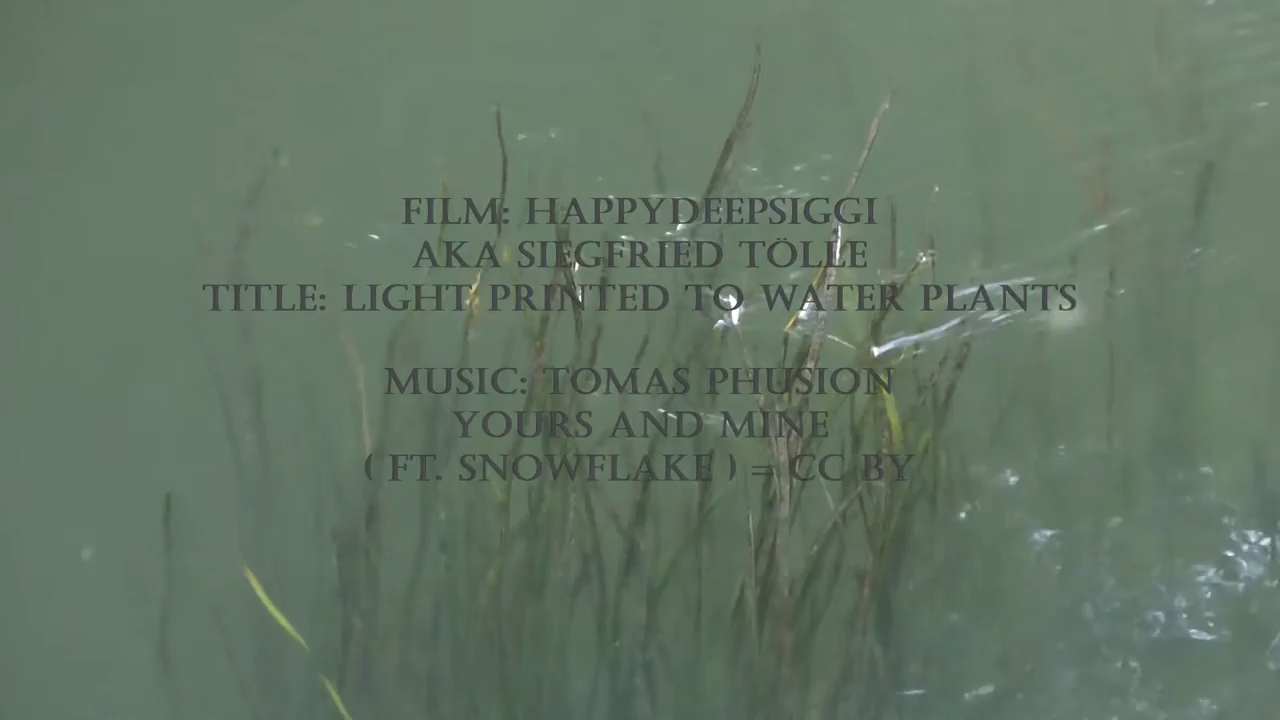 FILM: HAPPYDEEPSIGGI
AKA SIEGFRIED TÖLLE
TITLE: LIGHT PRINTED TO WATER PLANTS
MUSIC: TOMAS PHUSION
YOURS AND MINE
( FT. SNOWFLAKE ) = CC BY